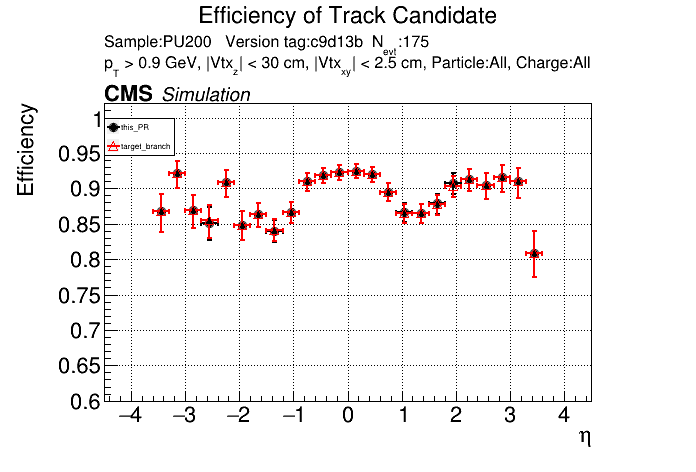 Efficiency of Track Candidate
Sample:PU200 Version tag:c9d13b N_evt:175
p_T > 0.9 GeV, |Vtx_z| < 30 cm, |Vtx_xy| < 2.5 cm, Particle:All, Charge:All
CMS Simulation
Efficiency
this_PR
target_branch
1
0.95
0.9
0.85
0.8
0.75
0.7
0.65
0.6
−4 −3 −2 −1 0 1 2 3 4
η